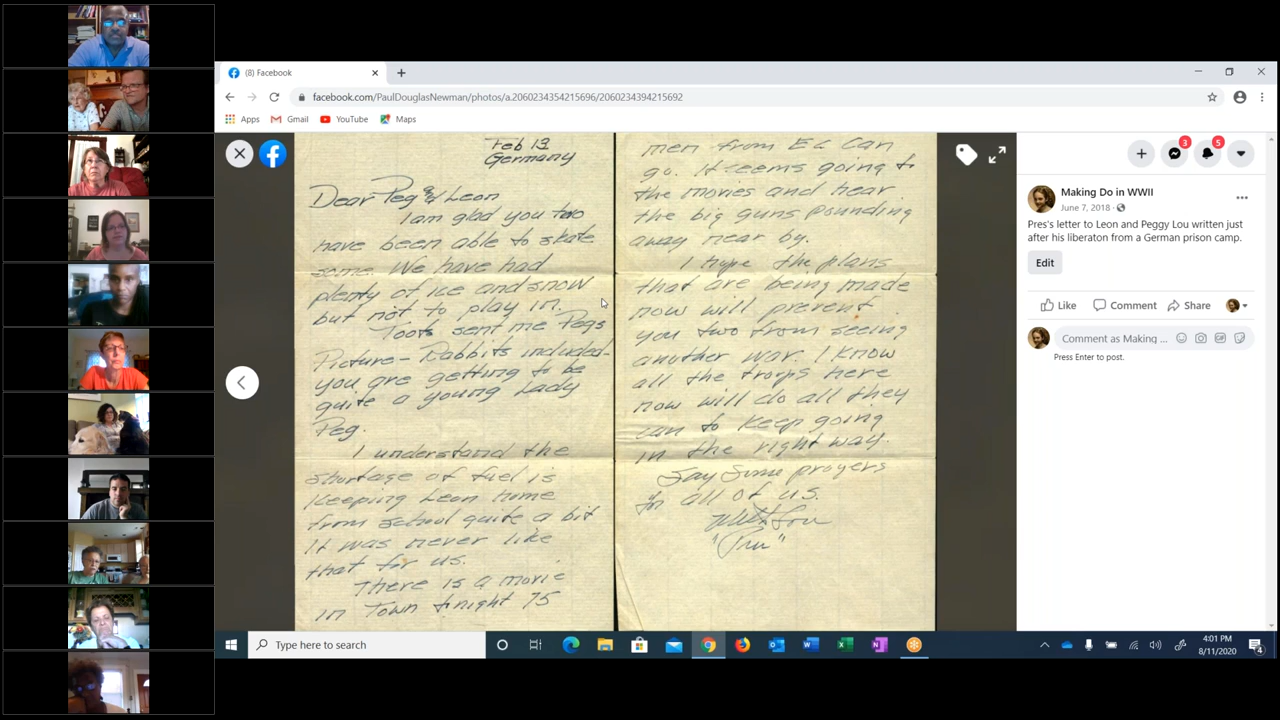 (8) Facebook
facebook.com/PaulDouglasNewman/photos/a.2060234354215696/2060234394215692
Apps Gmail YouTube Maps
Feb 13
Germany
Dear Peg & Leon
I am glad you too
have been able to skate
some. We have had
plenty of ice and snow
but not to play in.
Toots sent me Pegs
Picture - Rabbits included -
you are getting to be
quite a young Lady
Peg.
I understand the
shortage of fuel is
keeping Leon home
from school quite a bit
It was never like
that for us.
There is a movie
in Town tonight 75
men from Ea Can
go. It seems going to
the movies and hear
the big guns pounding
away near by.
I hope the plans
that are being made
now will prevent
you two from seeing
another war. I know
all the troops here
now will do all they
can to keep going
in the right way.
Say Some prayers
for all of us.
3
5
Making Do in WWII
June 7, 2018
Pres's letter to Leon and Peggy Lou written just
after his liberaton from a German prison camp.
Edit
Like Comment Share
Comment as Making ...
Press Enter to post.
Type here to search
4:01 PM
8/11/2020
4